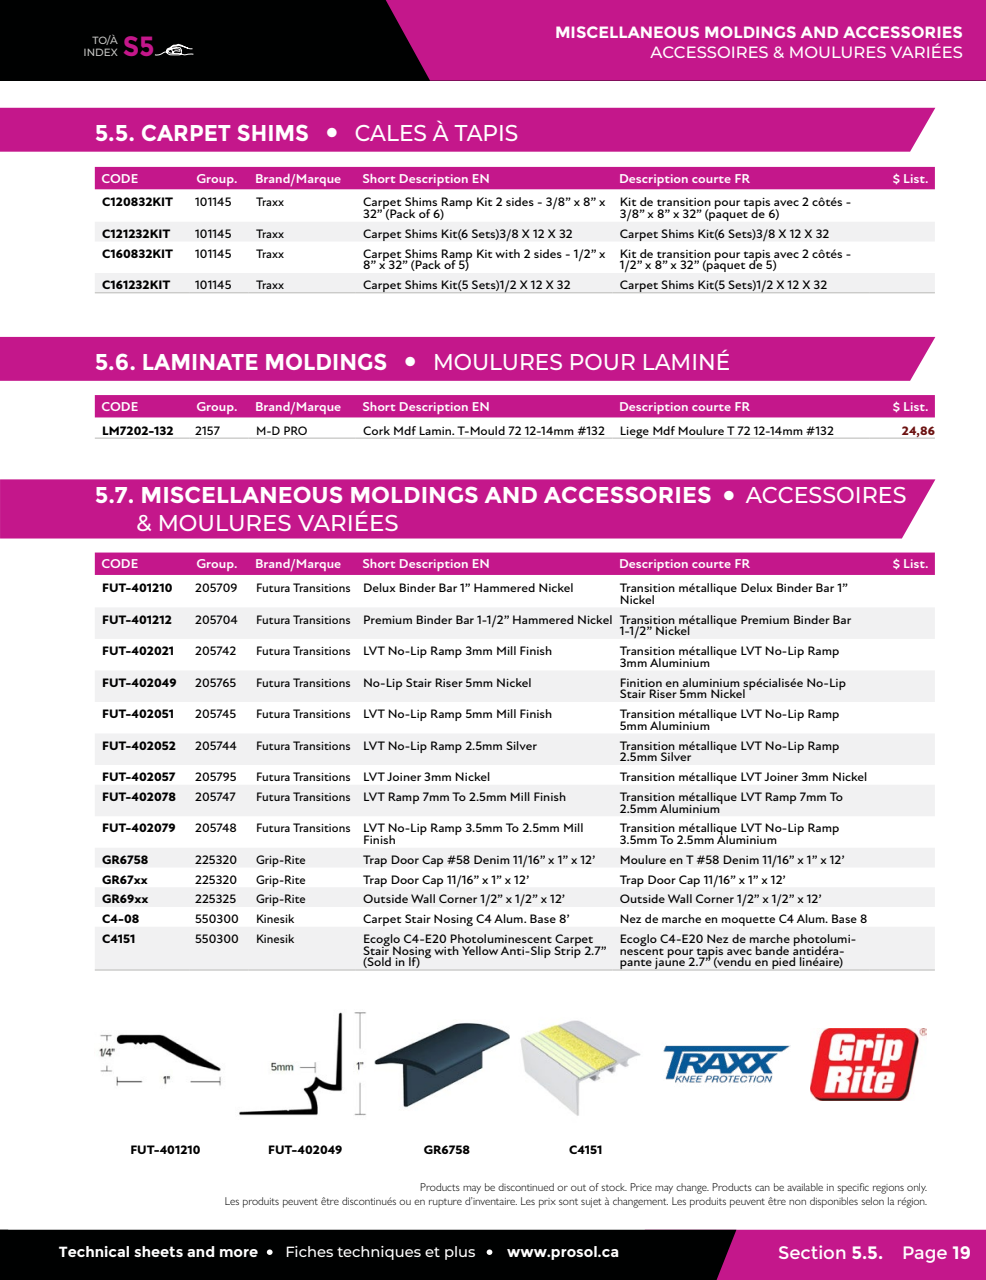 TO/À
INDEX S5
MISCELLANEOUS MOLDINGS AND ACCESSORIES
ACCESSOIRES & MOULURES VARIÉES
5.5. CARPET SHIMS • CALES À TAPIS
CODE Group. Brand/Marque Short Description EN Description courte FR $ List.
C120832KIT 101145 Traxx Carpet Shims Ramp Kit 2 sides - 3/8” x 8” x Kit de transition pour tapis avec 2 côtés -
32” (Pack of 6) 3/8” x 8” x 32” (paquet de 6)
C121232KIT 101145 Traxx Carpet Shims Kit(6 Sets)3/8 X 12 X 32 Carpet Shims Kit(6 Sets)3/8 X 12 X 32
C160832KIT 101145 Traxx Carpet Shims Ramp Kit with 2 sides - 1/2” x Kit de transition pour tapis avec 2 côtés -
8” x 32” (Pack of 5) 1/2” x 8” x 32” (paquet de 5)
C161232KIT 101145 Traxx Carpet Shims Kit(5 Sets)1/2 X 12 X 32 Carpet Shims Kit(5 Sets)1/2 X 12 X 32
5.6. LAMINATE MOLDINGS • MOULURES POUR LAMINÉ
CODE Group. Brand/Marque Short Description EN Description courte FR $ List.
LM7202-132 2157 M-D PRO Cork Mdf Lamin. T-Mould 72 12-14mm #132 Liege Mdf Moulure T 72 12-14mm #132 24,86
5.7. MISCELLANEOUS MOLDINGS AND ACCESSORIES • ACCESSOIRES
& MOULURES VARIÉES
CODE Group. Brand/Marque Short Description EN Description courte FR $ List.
FUT-401210 205709 Futura Transitions Delux Binder Bar 1” Hammered Nickel Transition métallique Delux Binder Bar 1”
Nickel
FUT-401212 205704 Futura Transitions Premium Binder Bar 1-1/2” Hammered Nickel Transition métallique Premium Binder Bar
1-1/2” Nickel
FUT-402021 205742 Futura Transitions LVT No-Lip Ramp 3mm Mill Finish Transition métallique LVT No-Lip Ramp
3mm Aluminium
FUT-402049 205765 Futura Transitions No-Lip Stair Riser 5mm Nickel Finition en aluminium spécialisée No-Lip
Stair Riser 5mm Nickel
FUT-402051 205745 Futura Transitions LVT No-Lip Ramp 5mm Mill Finish Transition métallique LVT No-Lip Ramp
5mm Aluminium
FUT-402052 205744 Futura Transitions LVT No-Lip Ramp 2.5mm Silver Transition métallique LVT No-Lip Ramp
2.5mm Silver
FUT-402057 205795 Futura Transitions LVT Joiner 3mm Nickel Transition métallique LVT Joiner 3mm Nickel
FUT-402078 205747 Futura Transitions LVT Ramp 7mm To 2.5mm Mill Finish Transition métallique LVT Ramp 7mm To
2.5mm Aluminium
FUT-402079 205748 Futura Transitions LVT No-Lip Ramp 3.5mm To 2.5mm Mill Transition métallique LVT No-Lip Ramp
Finish 3.5mm To 2.5mm Aluminium
GR6758 225320 Grip-Rite Trap Door Cap #58 Denim 11/16” x 1” x 12’ Moulure en T #58 Denim 11/16” x 1” x 12’
GR67xx 225320 Grip-Rite Trap Door Cap 11/16” x 1” x 12’ Trap Door Cap 11/16” x 1” x 12’
GR69xx 225325 Grip-Rite Outside Wall Corner 1/2” x 1/2” x 12’ Outside Wall Corner 1/2” x 1/2” x 12’
C4-08 550300 Kinesik Carpet Stair Nosing C4 Alum. Base 8’ Nez de marche en moquette C4 Alum. Base 8
C4151 550300 Kinesik Ecoglo C4-E20 Photoluminescent Carpet Ecoglo C4-E20 Nez de marche photolumi-
Stair Nosing with Yellow Anti-Slip Strip 2.7” nescent pour tapis avec bande antidéra-
(Sold in lf) pante jaune 2.7” (vendu en pied linéaire)
1/4"
1"
5mm
1"
TRAXX
KNEE PROTECTION
Grip
Rite®
FUT-401210 FUT-402049 GR6758 C4151
Products may be discontinued or out of stock. Price may change. Products can be available in specific regions only.
Les produits peuvent être discontinués ou en rupture d’inventaire. Les prix sont sujet à changement. Les produits peuvent être non disponibles selon la région.
Technical sheets and more • Fiches techniques et plus • www.prosol.ca
Section 5.5. Page 19